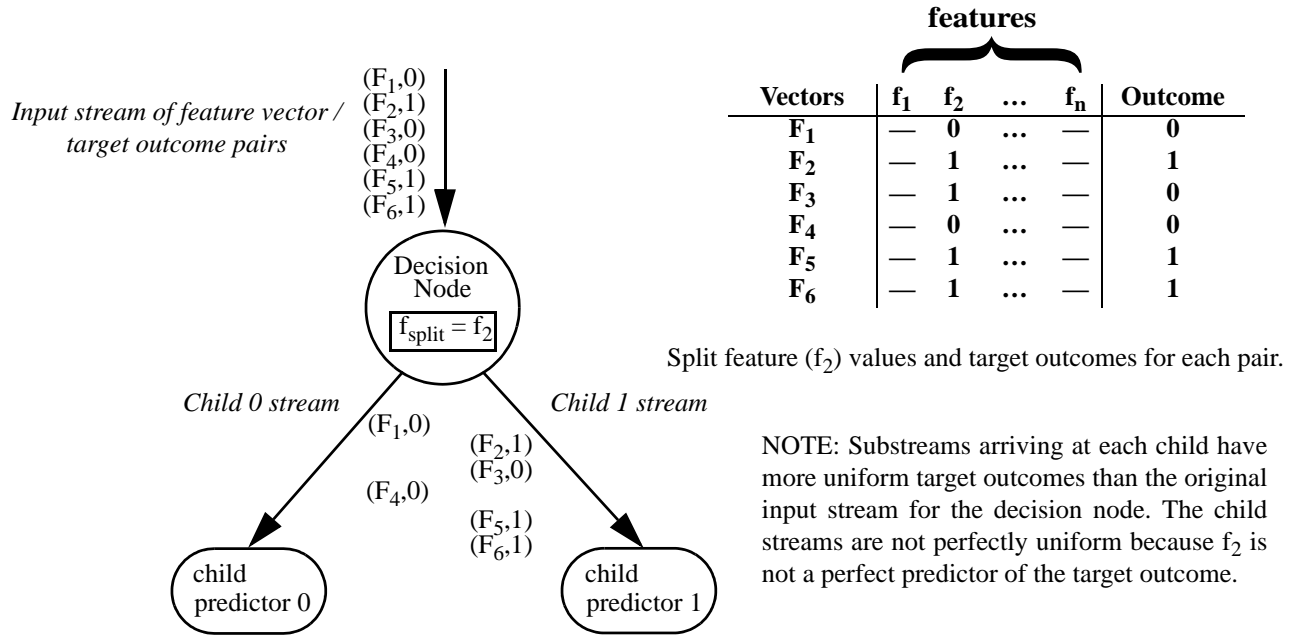 Input stream of feature vector /
target outcome pairs
(F1,0)
(F2,1)
(F3,0)
(F4,0)
(F5,1)
(F6,1)
Decision
Node
fsplit = f2
Child 0 stream
Child 1 stream
(F1,0)
(F4,0)
(F2,1)
(F3,0)
(F5,1)
(F6,1)
child
predictor 0
child
predictor 1
features
Vectors f1 f2 ... fn Outcome
F1 — 0 ... — 0
F2 — 1 ... — 1
F3 — 1 ... — 0
F4 — 0 ... — 0
F5 — 1 ... — 1
F6 — 1 ... — 1
Split feature (f2) values and target outcomes for each pair.
NOTE: Substreams arriving at each child have
more uniform target outcomes than the original
input stream for the decision node. The child
streams are not perfectly uniform because f2 is
not a perfect predictor of the target outcome.